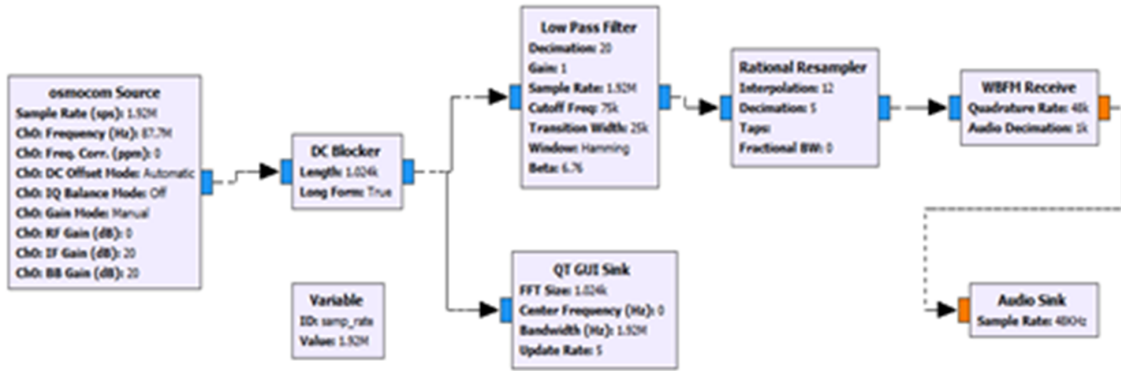 osmocom Source
Sample Rate (sps): 1.92M
Ch0: Frequency (Hz): 87.7M
Ch0: Freq. Corr. (ppm): 0
Ch0: DC Offset Mode: Automatic
Ch0: IQ Balance Mode: Off
Ch0: Gain Mode: Manual
Ch0: RF Gain (dB): 0
Ch0: IF Gain (dB): 20
Ch0: BB Gain (dB): 20
DC Blocker
Length: 1.024k
Long Form: True
Variable
ID: samp_rate
Value: 1.92M
Low Pass Filter
Decimation: 20
Gain: 1
Sample Rate: 1.92M
Cutoff Freq: 75k
Transition Width: 25k
Window: Hamming
Beta: 6.76
QT GUI Sink
FFT Size: 1.024k
Center Frequency (Hz): 0
Bandwidth (Hz): 1.92M
Update Rate: 5
Rational Resampler
Interpolation: 12
Decimation: 5
Taps:
Fractional BW: 0
WBFM Receive
Quadrature Rate: 48k
Audio Decimation: 1k
Audio Sink
Sample Rate: 48KHz